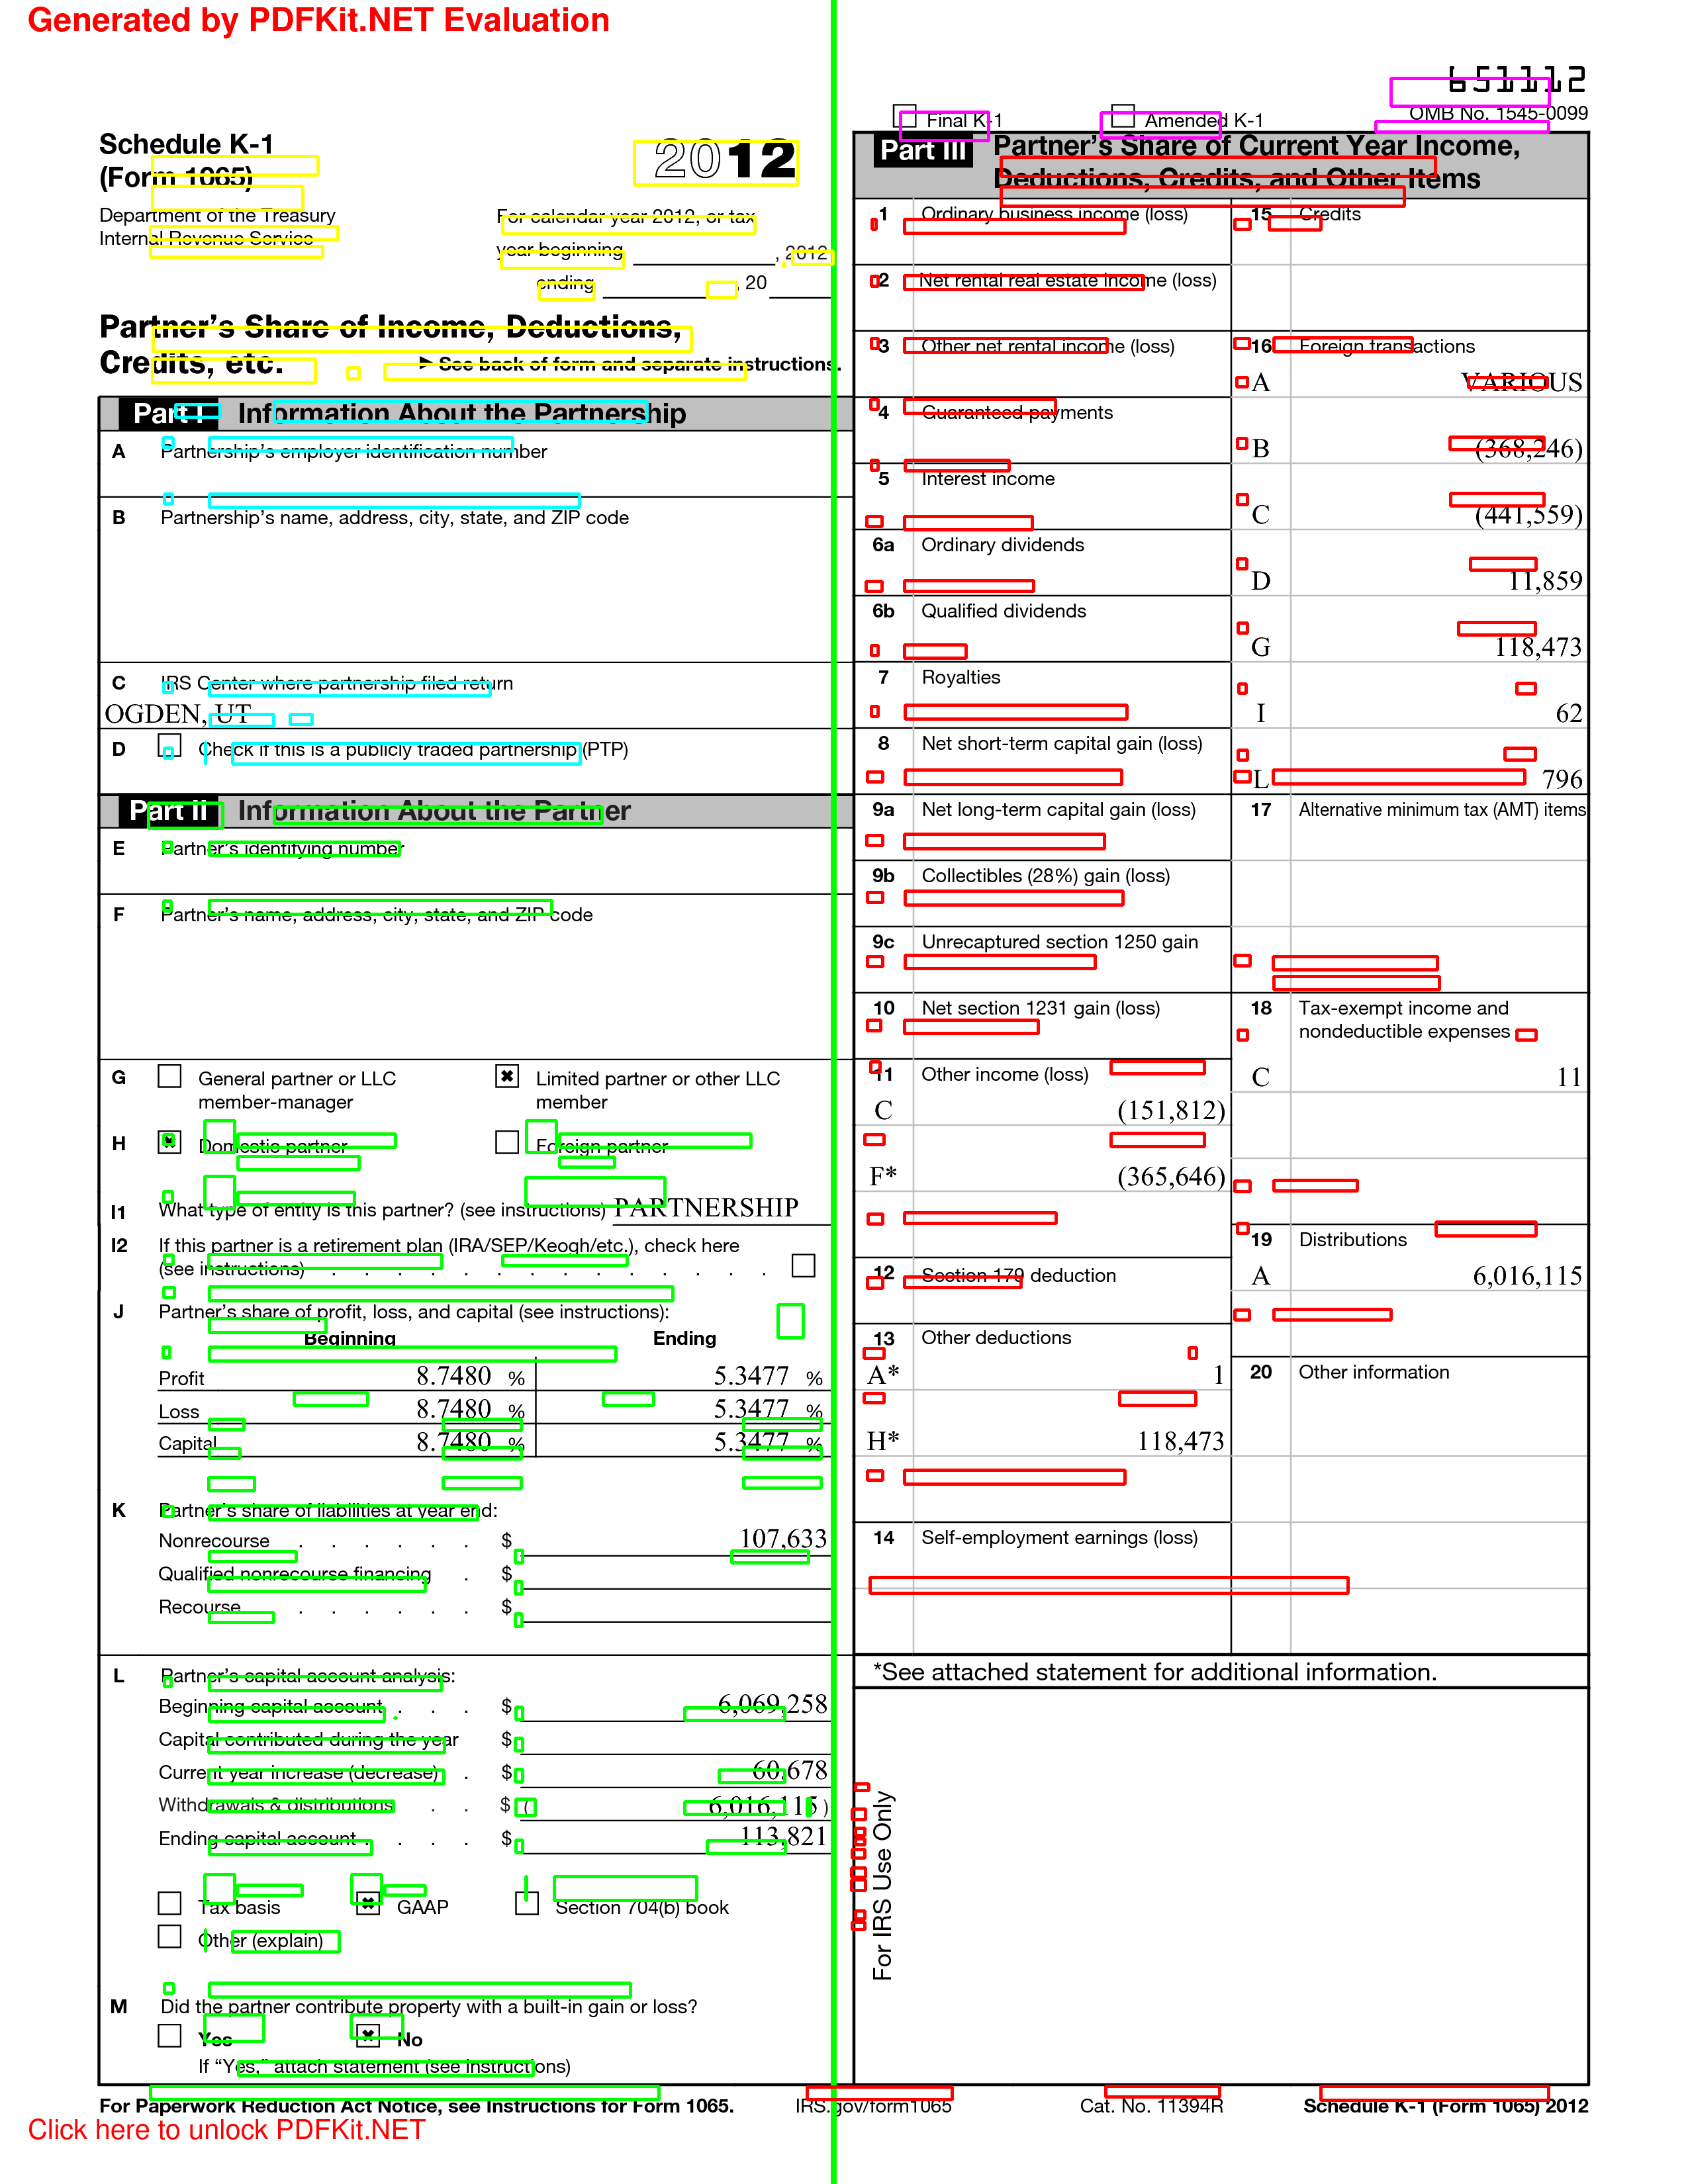 Generated by PDFKit.NET Evaluation
651112
OMB No. 1545-0099
Final K-1
Amended K-1
Schedule K-1
(Form 1065)
2012
Department of the Treasury
Internal Revenue Service
For calendar year 2012, or tax
year beginning , 2012
ending , 20
Partner's Share of Income, Deductions,
Credits, etc.
► See back of form and separate instructions.
Part I Information About the Partnership
A Partnership's employer identification number
B Partnership's name, address, city, state, and ZIP code
C IRS Center where partnership filed return
OGDEN, UT
D Check if this is a publicly traded partnership (PTP)
Part II Information About the Partner
E Partner's identifying number
F Partner's name, address, city, state, and ZIP code
G General partner or LLC
member-manager
✖ Limited partner or other LLC
member
H ✖ Domestic partner
Foreign partner
I1 What type of entity is this partner? (see instructions) PARTNERSHIP
I2 If this partner is a retirement plan (IRA/SEP/Keogh/etc.), check here
(see instructions) . . . . . . . . . . . . . .
J Partner's share of profit, loss, and capital (see instructions):
Beginning Ending
Profit 8.7480 % 5.3477 %
Loss 8.7480 % 5.3477 %
Capital 8.7480 % 5.3477 %
K Partner's share of liabilities at year end:
Nonrecourse . . . . . . $ 107,633
Qualified nonrecourse financing . $
Recourse . . . . . . $
L Partner's capital account analysis:
Beginning capital account . . . $ 6,069,258
Capital contributed during the year $
Current year increase (decrease) . $ 60,678
Withdrawals & distributions . . $ ( 6,016,115 )
Ending capital account . . . . $ 113,821
Tax basis
✖ GAAP
Section 704(b) book
Other (explain)
M Did the partner contribute property with a built-in gain or loss?
Yes
✖ No
If "Yes," attach statement (see instructions)
Part III Partner's Share of Current Year Income,
Deductions, Credits, and Other Items
1 Ordinary business income (loss)
2 Net rental real estate income (loss)
3 Other net rental income (loss)
4 Guaranteed payments
5 Interest income
6a Ordinary dividends
6b Qualified dividends
7 Royalties
8 Net short-term capital gain (loss)
9a Net long-term capital gain (loss)
9b Collectibles (28%) gain (loss)
9c Unrecaptured section 1250 gain
10 Net section 1231 gain (loss)
11 Other income (loss)
C (151,812)
F* (365,646)
12 Section 179 deduction
13 Other deductions
A* 1
H* 118,473
14 Self-employment earnings (loss)
15 Credits
16 Foreign transactions
A VARIOUS
B (368,246)
C (441,559)
D 11,859
G 118,473
I 62
L 796
17 Alternative minimum tax (AMT) items
18 Tax-exempt income and
nondeductible expenses
C 11
19 Distributions
A 6,016,115
20 Other information
*See attached statement for additional information.
For IRS Use Only
For Paperwork Reduction Act Notice, see Instructions for Form 1065.
IRS.gov/form1065
Cat. No. 11394R
Schedule K-1 (Form 1065) 2012
Click here to unlock PDFKit.NET